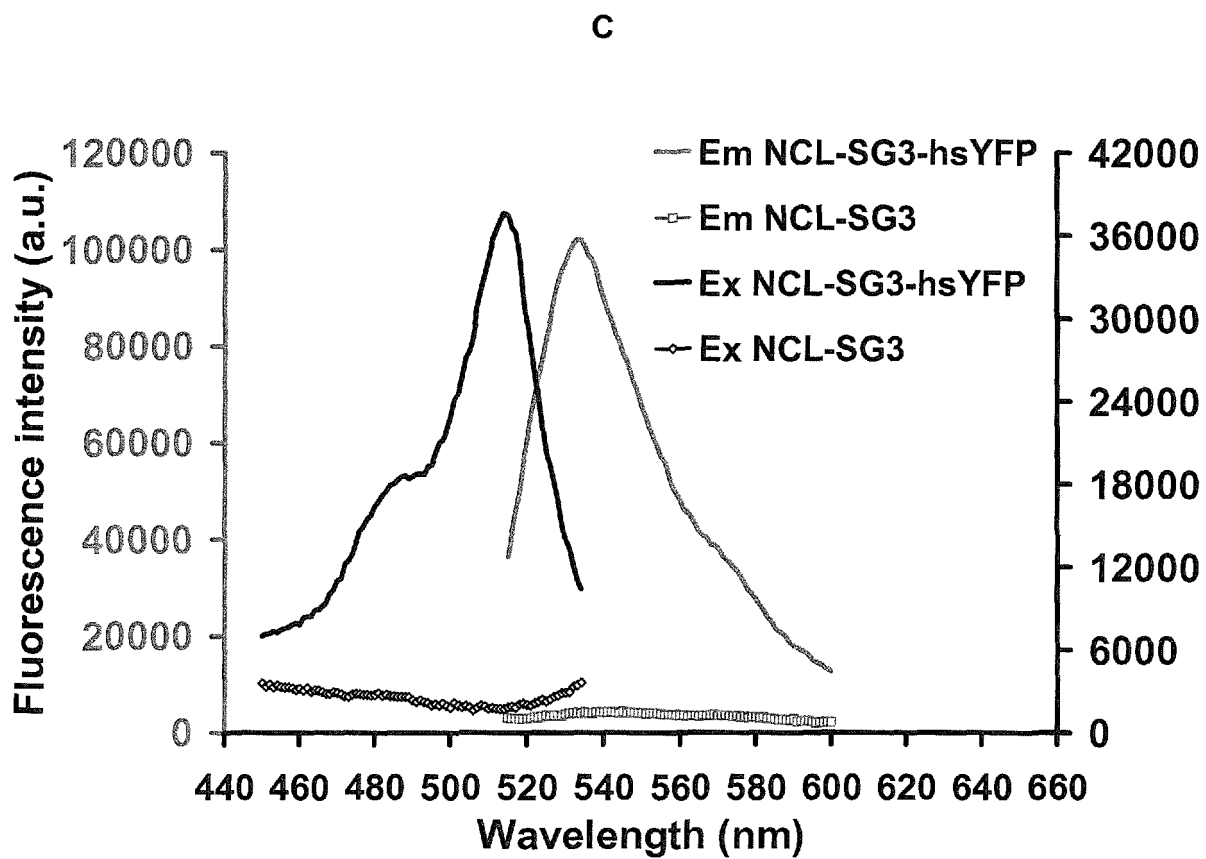 C
Fluorescence intensity (a.u.)
120000
100000
80000
60000
40000
20000
0
Em NCL-SG3-hsYFP
Em NCL-SG3
Ex NCL-SG3-hsYFP
Ex NCL-SG3
42000
36000
30000
24000
18000
12000
6000
0
440 460 480 500 520 540 560 580 600 620 640 660
Wavelength (nm)